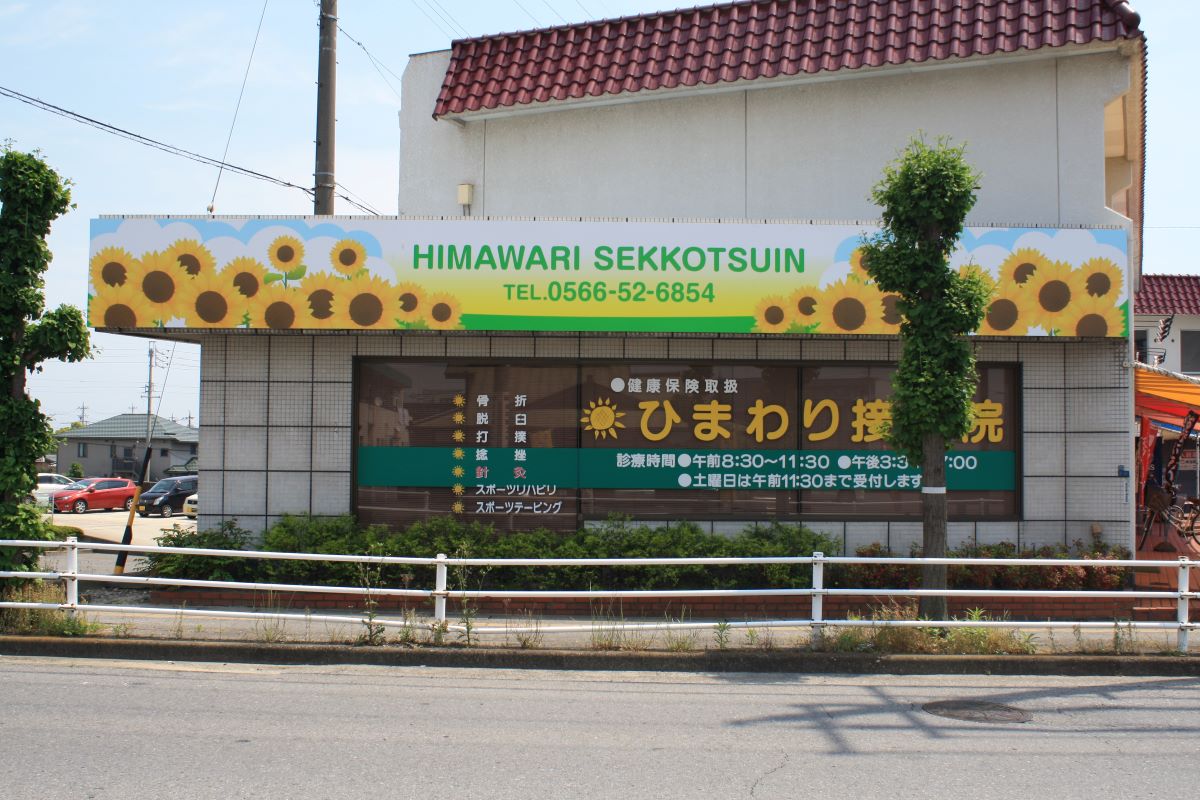 HIMAWARI SEKKOTSUIN
TEL.0566-52-6854
骨 折
脱 臼
打 撲
捻 挫
針 灸
スポーツリハビリ
スポーツテーピング
●健康保険取扱
ひまわり接 院
診療時間●午前8:30〜11:30 ●午後3:3 7:00
●土曜日は午前11:30まで受付します